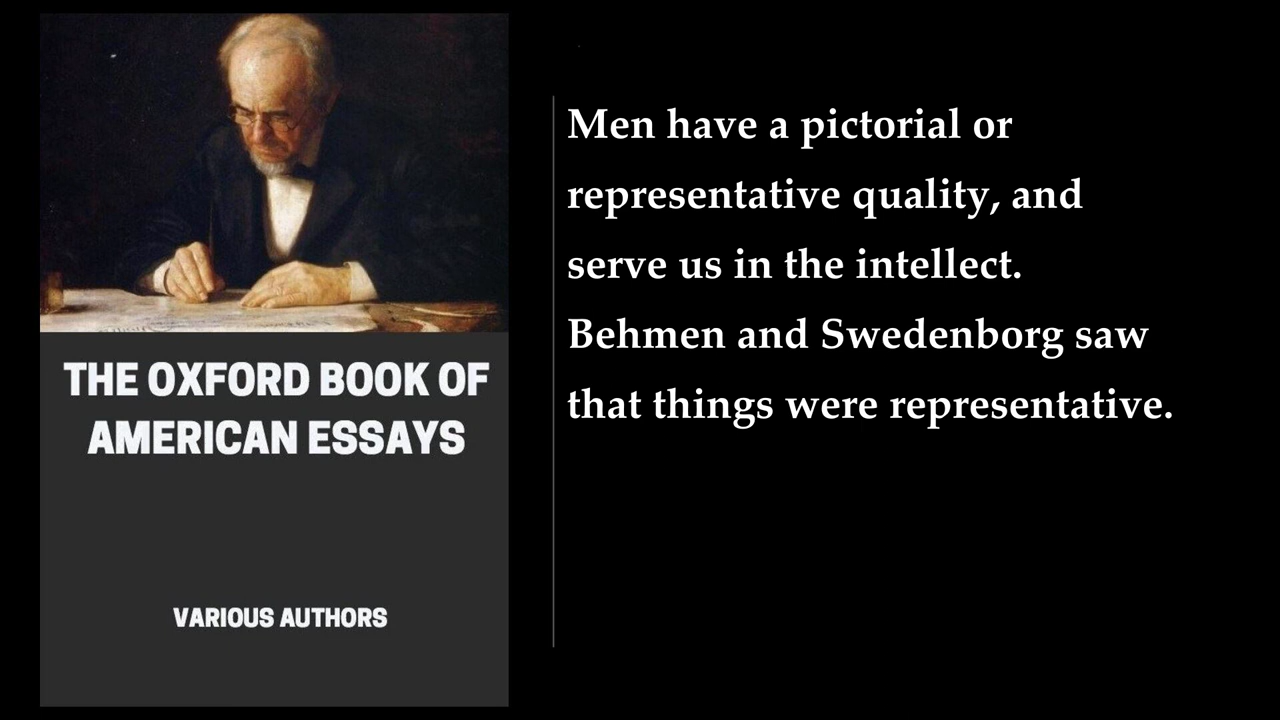 THE OXFORD BOOK OF
AMERICAN ESSAYS
VARIOUS AUTHORS
Men have a pictorial or
representative quality, and
serve us in the intellect.
Behmen and Swedenborg saw
that things were representative.